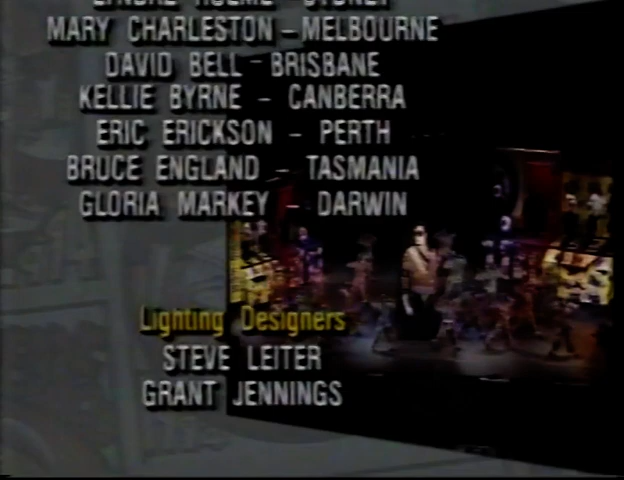 SYDNEY
MARY CHARLESTON – MELBOURNE
DAVID BELL – BRISBANE
KELLIE BYRNE – CANBERRA
ERIC ERICKSON – PERTH
BRUCE ENGLAND – TASMANIA
GLORIA MARKEY – DARWIN
Lighting Designers
STEVE LEITER
GRANT JENNINGS